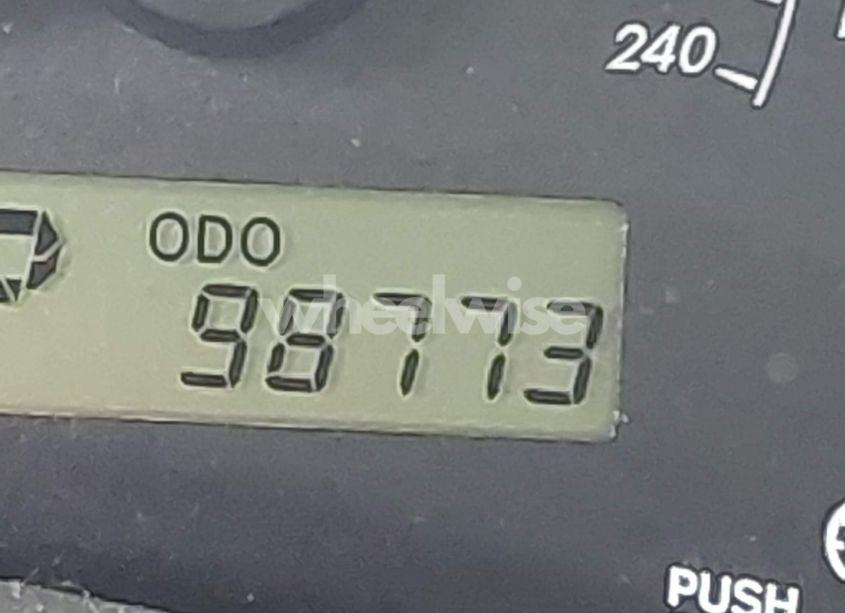 240
ODO
98773
wheelwise
PUSH